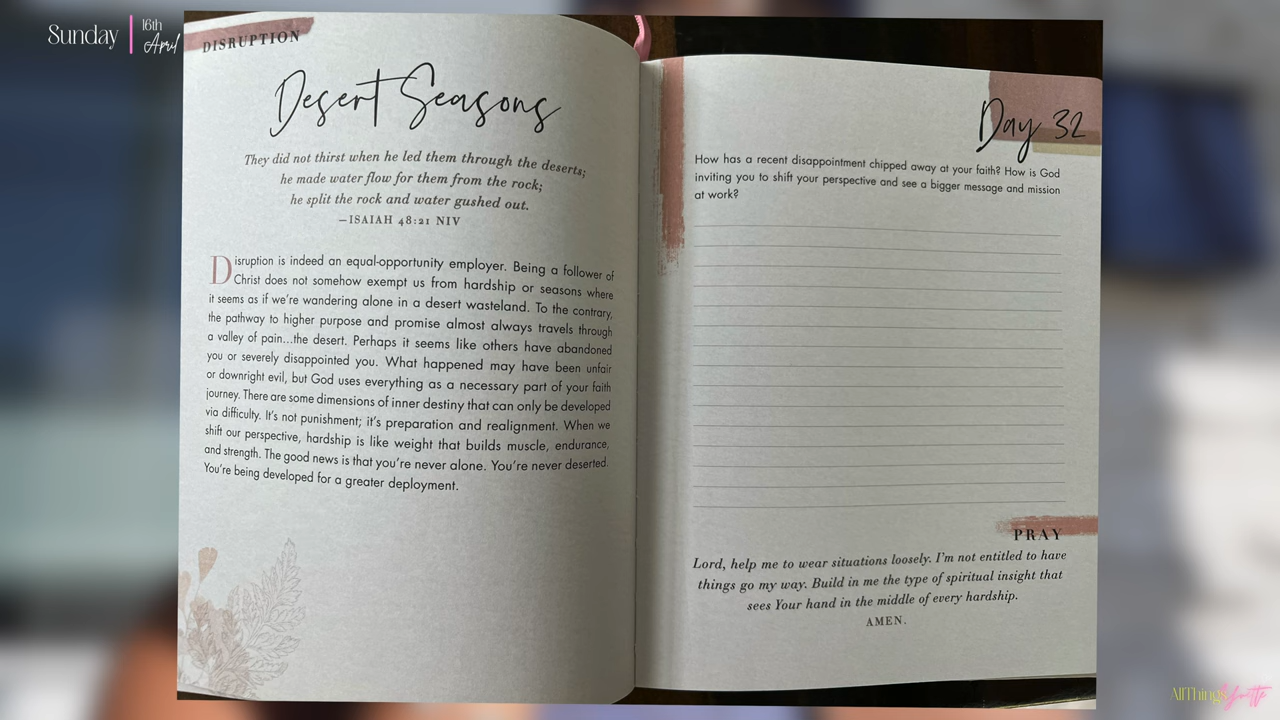 Sunday
16th
April
DISRUPTION
Desert Seasons
They did not thirst when he led them through the deserts;
he made water flow for them from the rock;
he split the rock and water gushed out.
—ISAIAH 48:21 NIV
Disruption is indeed an equal-opportunity employer. Being a follower of
Christ does not somehow exempt us from hardship or seasons where
it seems as if we're wandering alone in a desert wasteland. To the contrary,
the pathway to higher purpose and promise almost always travels through
a valley of pain...the desert. Perhaps it seems like others have abandoned
you or severely disappointed you. What happened may have been unfair
or downright evil, but God uses everything as a necessary part of your faith
journey. There are some dimensions of inner destiny that can only be developed
via difficulty. It's not punishment; it's preparation and realignment. When we
shift our perspective, hardship is like weight that builds muscle, endurance,
and strength. The good news is that you're never alone. You're never deserted.
You're being developed for a greater deployment.
Day 32
How has a recent disappointment chipped away at your faith? How is God
inviting you to shift your perspective and see a bigger message and mission
at work?
PRAY
Lord, help me to wear situations loosely. I'm not entitled to have
things go my way. Build in me the type of spiritual insight that
sees Your hand in the middle of every hardship.
AMEN.
AllThings